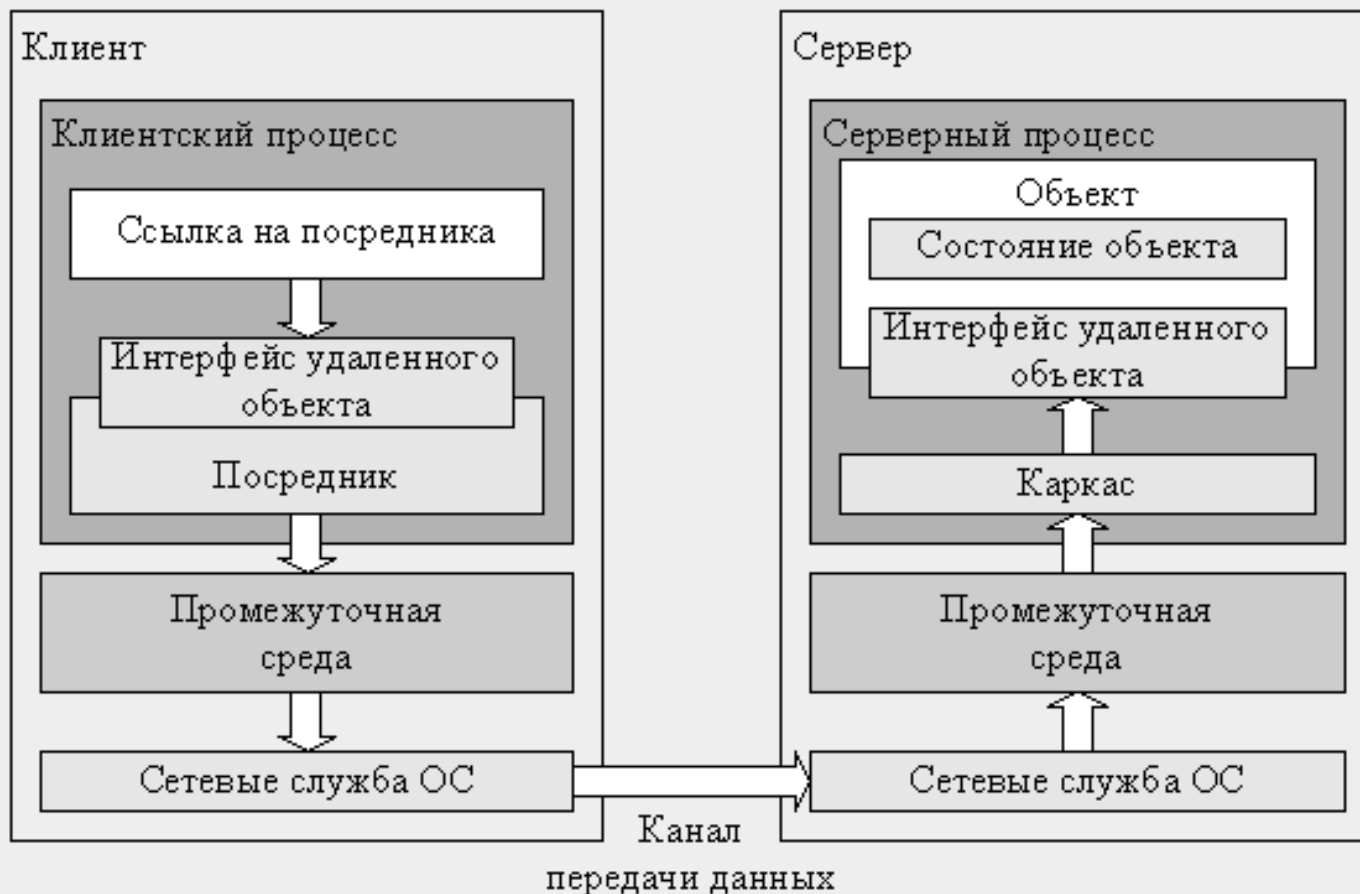 Клиент
Клиентский процесс
Ссылка на посредника
Интерфейс удаленного
объекта
Посредник
Промежуточная
среда
Сетевые служба ОС
Канал
передачи данных
Сервер
Серверный процесс
Объект
Состояние объекта
Интерфейс удаленного
объекта
Каркас
Промежуточная
среда
Сетевые служба ОС